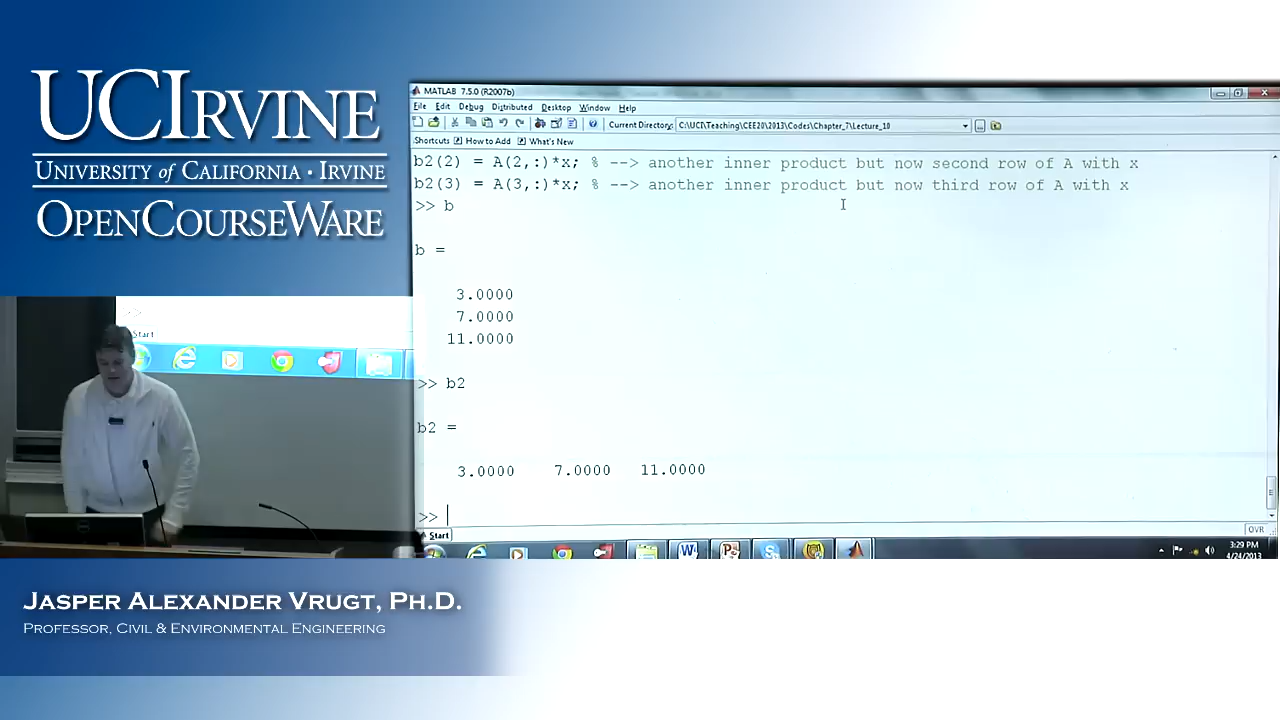 UCIRVINE
UNIVERSITY of CALIFORNIA · IRVINE
OPENCOURSEWARE
MATLAB 7.5.0 (R2007b)
File Edit Debug Distributed Desktop Window Help
Current Directory: C:\UCI\Teaching\CEE20\2013\Codes\Chapter_7\Lecture_10
Shortcuts How to Add What's New
b2(2) = A(2,:)*x; % --> another inner product but now second row of A with x
b2(3) = A(3,:)*x; % --> another inner product but now third row of A with x
>> b
b =
3.0000
7.0000
11.0000
>> b2
b2 =
3.0000 7.0000 11.0000
>>
Start
OVR
3:29 PM
4/24/2013
Start
JASPER ALEXANDER VRUGT, PH.D.
PROFESSOR, CIVIL & ENVIRONMENTAL ENGINEERING